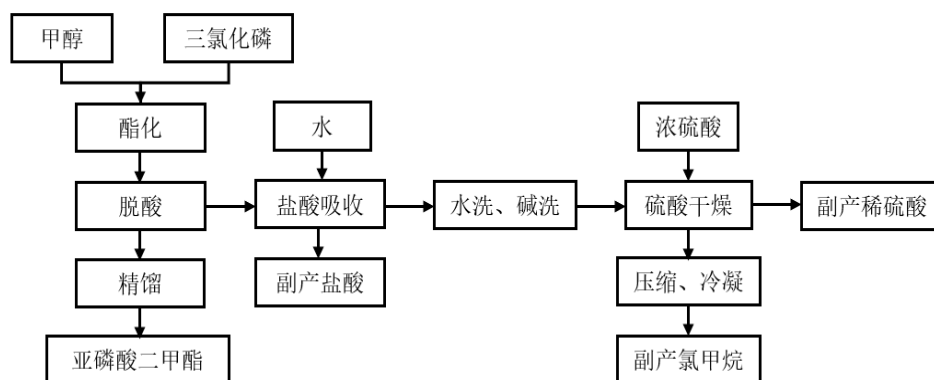 甲醇
三氯化磷
酯化
水
浓硫酸
脱酸
盐酸吸收
水洗、碱洗
硫酸干燥
副产稀硫酸
精馏
副产盐酸
压缩、冷凝
亚磷酸二甲酯
副产氯甲烷